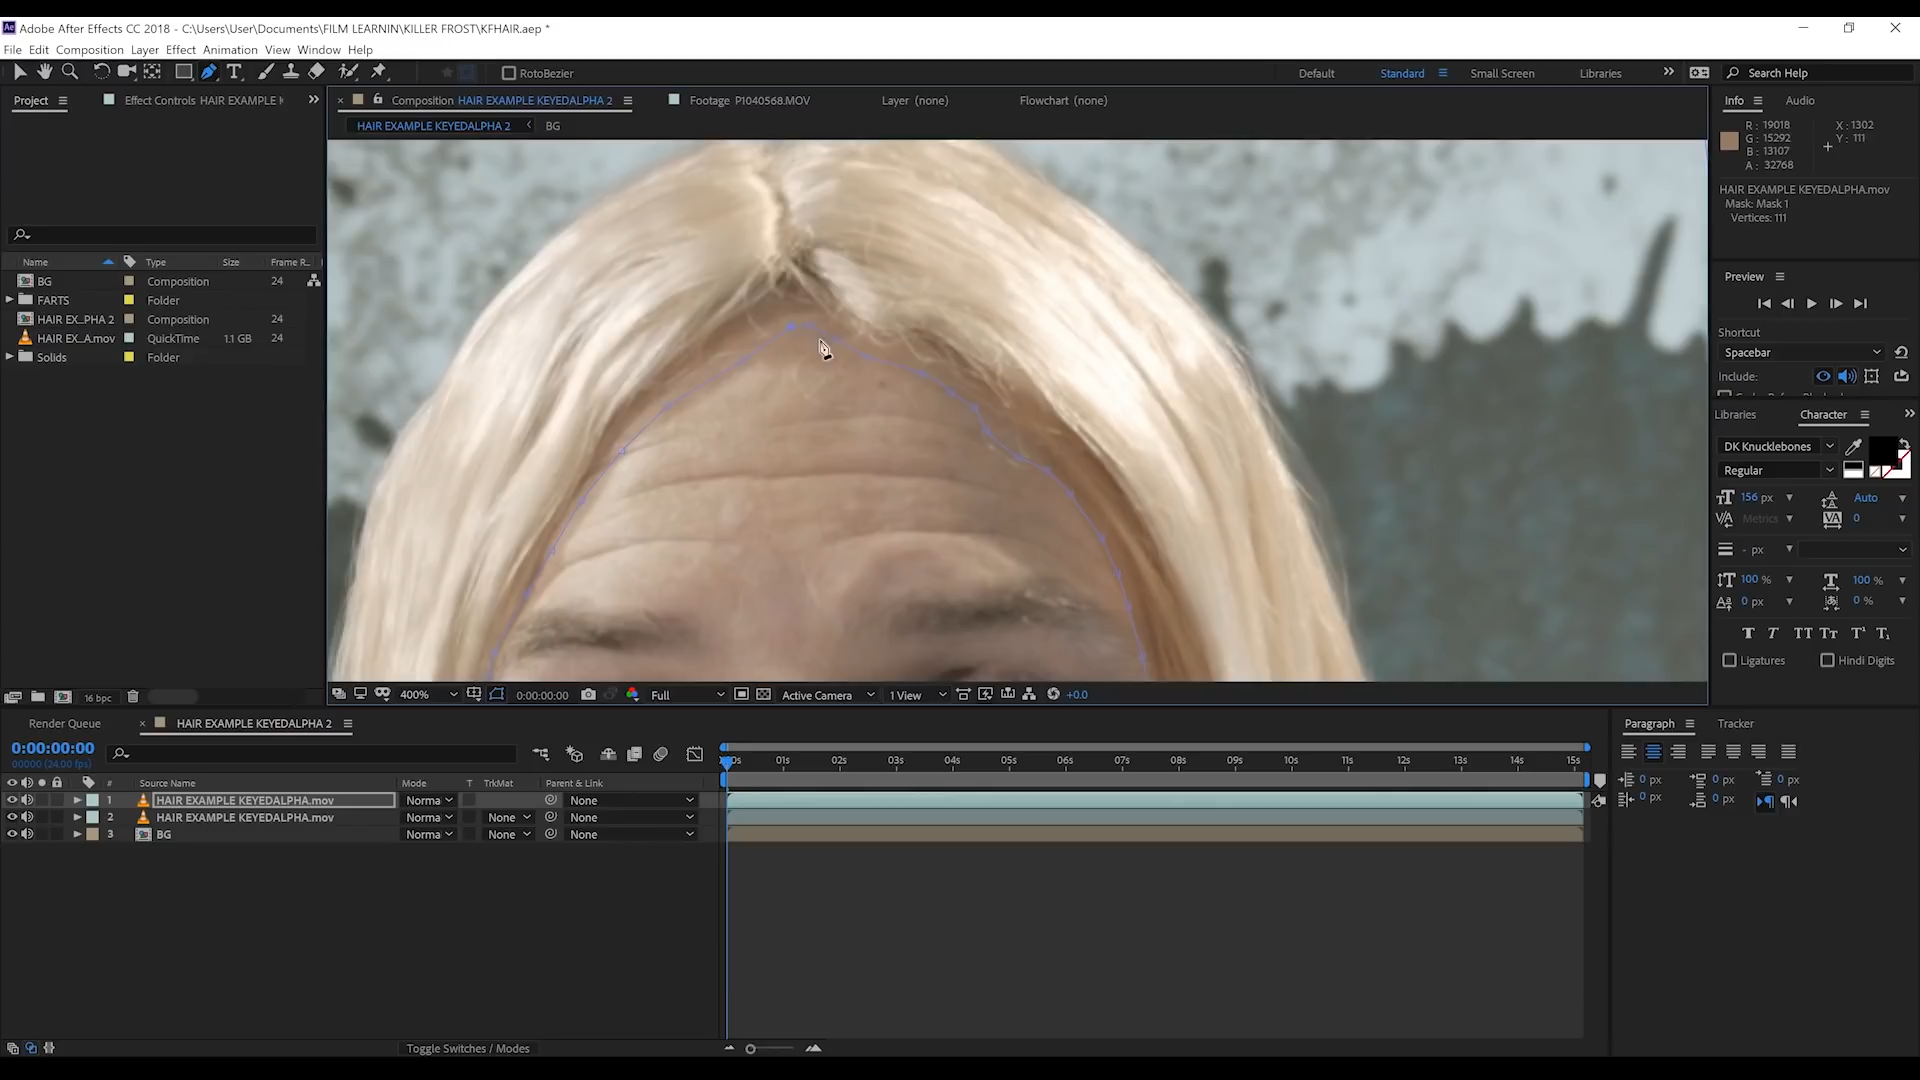 Ae Adobe After Effects CC 2018 - C:\Users\User\Documents\FILM LEARNIN\KILLER FROST\KFHAIR.aep *
File Edit Composition Layer Effect Animation View Window Help
RotoBezier Default Standard Small Screen Libraries Search Help
Project Effect Controls HAIR EXAMPLE K Composition HAIR EXAMPLE KEYEDALPHA 2 Footage P1040568.MOV Layer (none) Flowchart (none) Info Audio
HAIR EXAMPLE KEYEDALPHA 2 BG
R: 19018 X: 1302
G: 15292 Y: 111
B: 13107
A: 32768
HAIR EXAMPLE KEYEDALPHA.mov
Mask: Mask 1
Vertices: 111
Name Type Size Frame R...
BG Composition 24
FARTS Folder
HAIR EX_PHA 2 Composition 24
HAIR EX_A.mov QuickTime 1.1 GB 24
Solids Folder
Preview
Shortcut
Spacebar
Include:
Libraries Character
DK Knucklebones
Regular
156 px Auto
Metrics 0
- px
100 % 100 %
0 px 0 %
T T TT Tт T¹ T₁
Ligatures Hindi Digits
16 bpc
400% 0:00:00:00 Full Active Camera 1 View +0.0
Render Queue HAIR EXAMPLE KEYEDALPHA 2 Paragraph Tracker
0:00:00:00
00000 (24.00 fps)
0s 01s 02s 03s 04s 05s 06s 07s 08s 09s 10s 11s 12s 13s 14s 15s
# Source Name Mode T TrkMat Parent & Link
1 HAIR EXAMPLE KEYEDALPHA.mov Norma None
2 HAIR EXAMPLE KEYEDALPHA.mov Norma None None
3 BG Norma None None
0 px 0 px 0 px
0 px 0 px
Toggle Switches / Modes